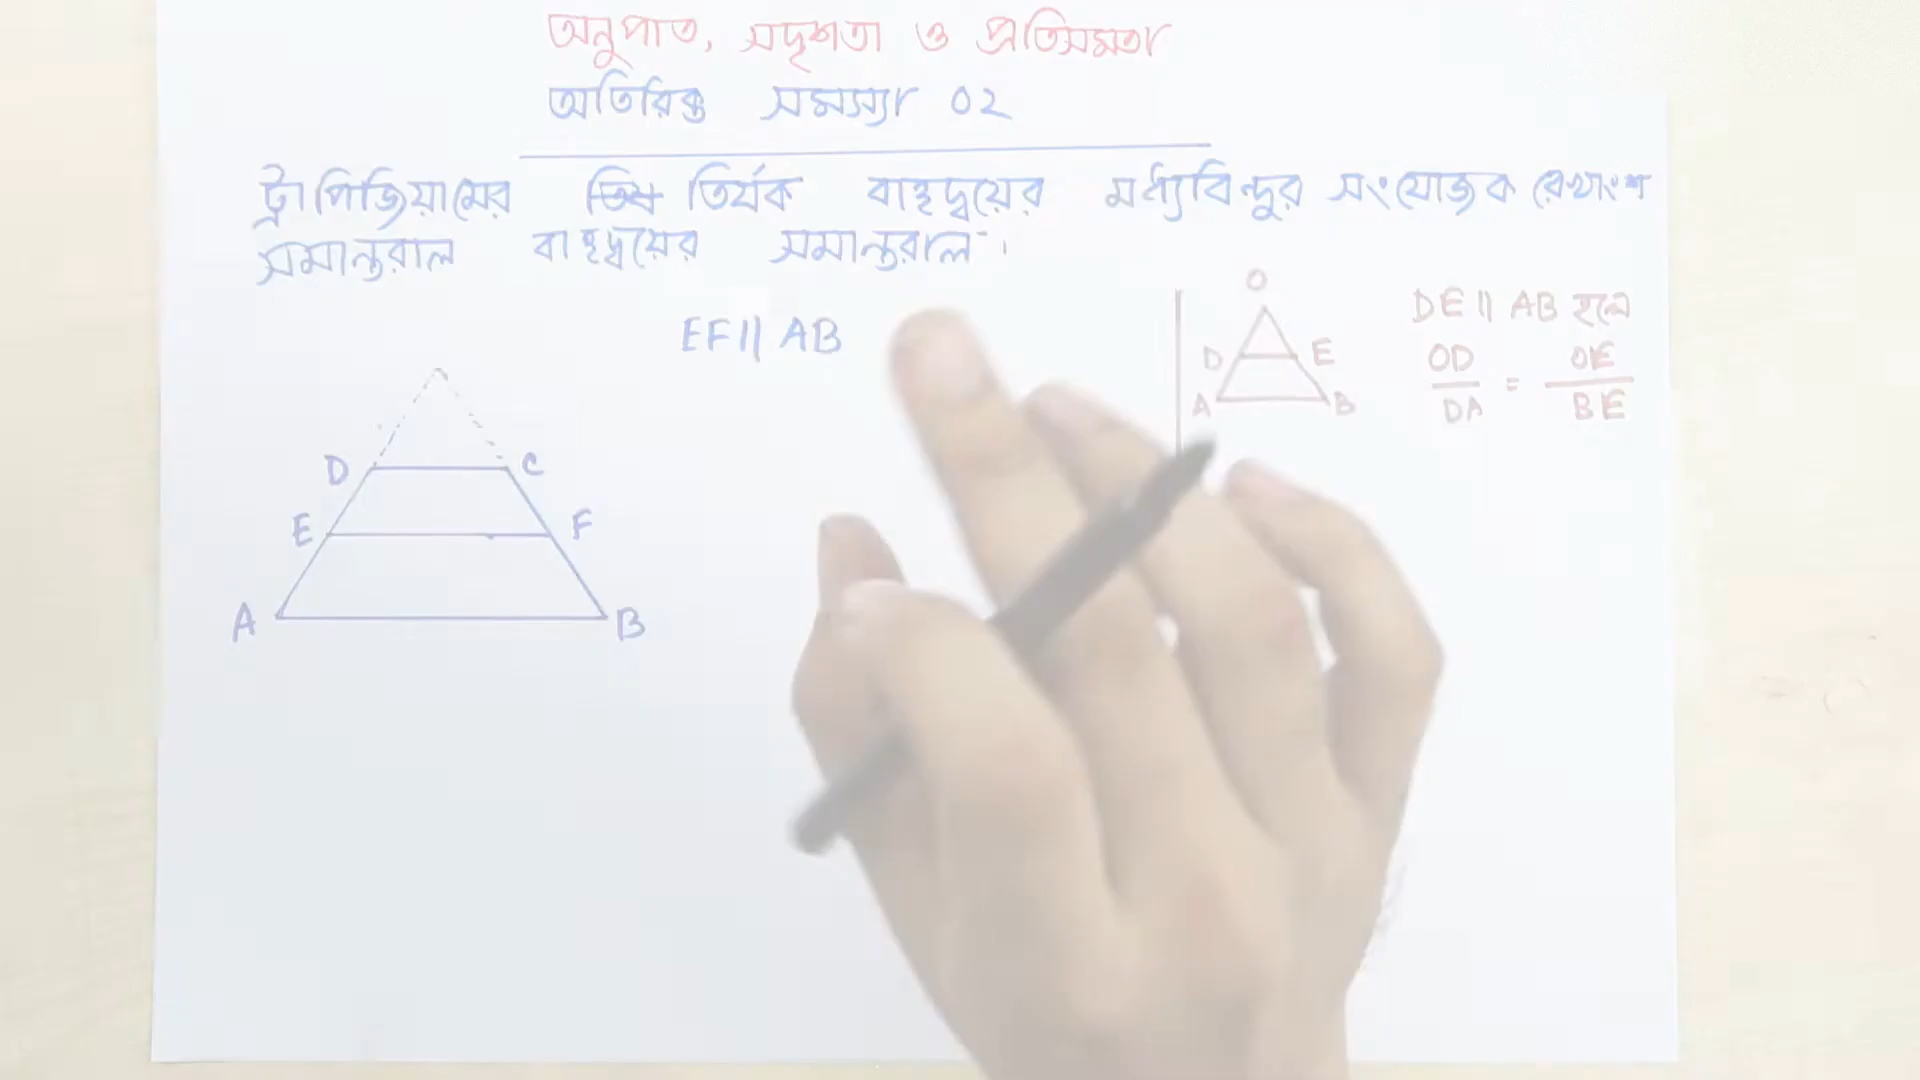 অনুপাত, সদৃশতা ও প্রতিসমতা
অতিরিক্ত সমস্যা ০২
ট্রাপিজিয়ামের তির্যক বাহুদ্বয়ের মধ্যবিন্দুর সংযোজক রেখাংশ
সমান্তরাল বাহুদ্বয়ের সমান্তরাল।
EF || AB
D C
E F
A B
O
D E
A B
DE || AB হলে
OD/DA = OE/BE